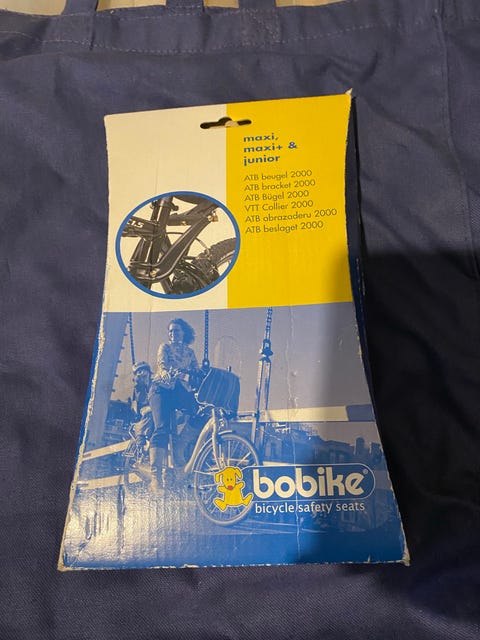 maxi,
maxi+ &
junior
ATB beugel 2000
ATB bracket 2000
ATB Bügel 2000
VTT Collier 2000
ATB abrazaderu 2000
ATB beslaget 2000
bobike®
bicycle safety seats